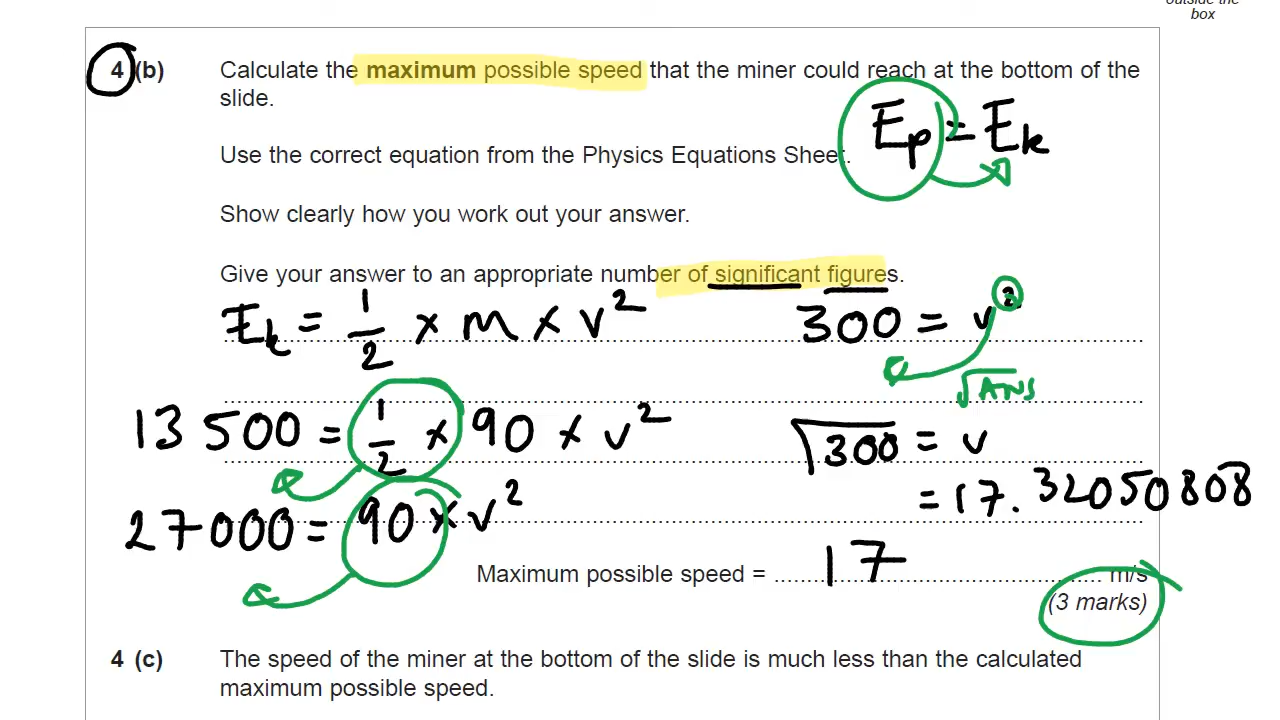 outside the
box
4 (b) Calculate the maximum possible speed that the miner could reach at the bottom of the
slide.
Ep = Ek
Use the correct equation from the Physics Equations Sheet.
Show clearly how you work out your answer.
Give your answer to an appropriate number of significant figures.
Ek = 1/2 × m × v²
13 500 = 1/2 × 90 × v²
27000 = 90 × v²
300 = v²
√ANS
√300 = v
= 17.32050808
Maximum possible speed = 17 m/s
(3 marks)
4 (c) The speed of the miner at the bottom of the slide is much less than the calculated
maximum possible speed.